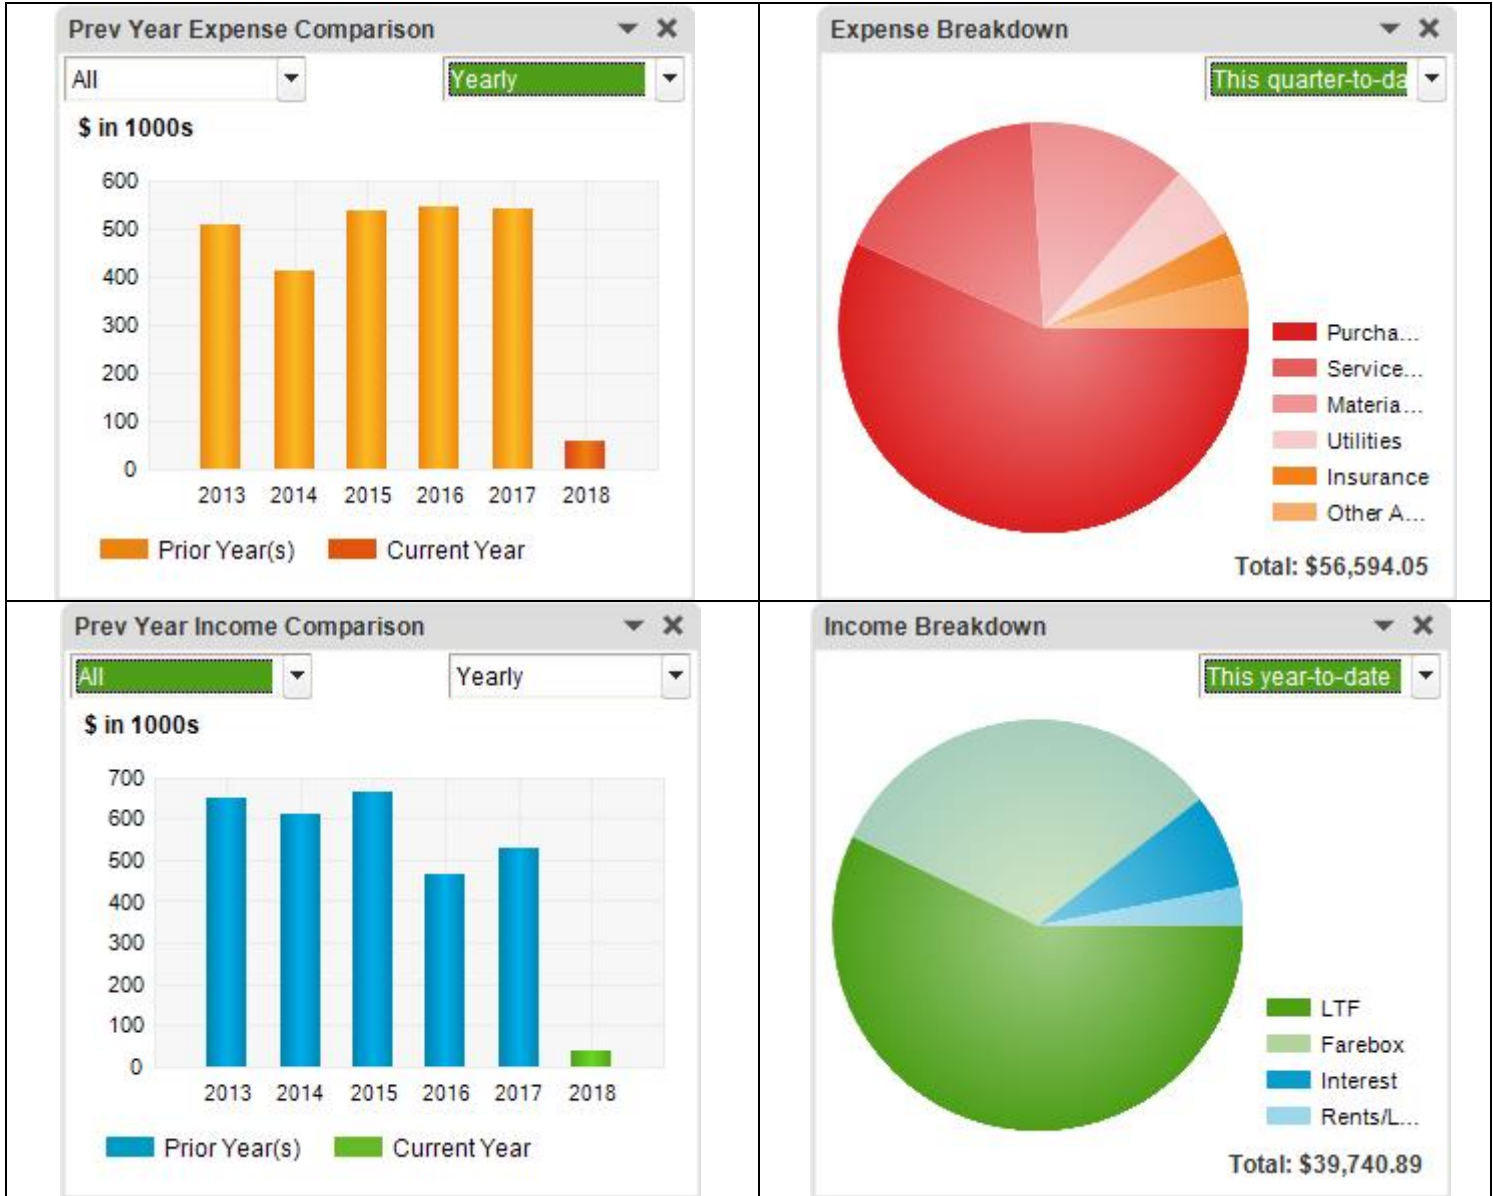 Prev Year Expense Comparison
All
Yearly
$ in 1000s
600
500
400
300
200
100
0
2013 2014 2015 2016 2017 2018
Prior Year(s) Current Year
Expense Breakdown
This quarter-to-da
Purcha...
Service...
Materia...
Utilities
Insurance
Other A...
Total: $56,594.05
Prev Year Income Comparison
All
Yearly
$ in 1000s
700
600
500
400
300
200
100
0
2013 2014 2015 2016 2017 2018
Prior Year(s) Current Year
Income Breakdown
This year-to-date
LTF
Farebox
Interest
Rents/L...
Total: $39,740.89